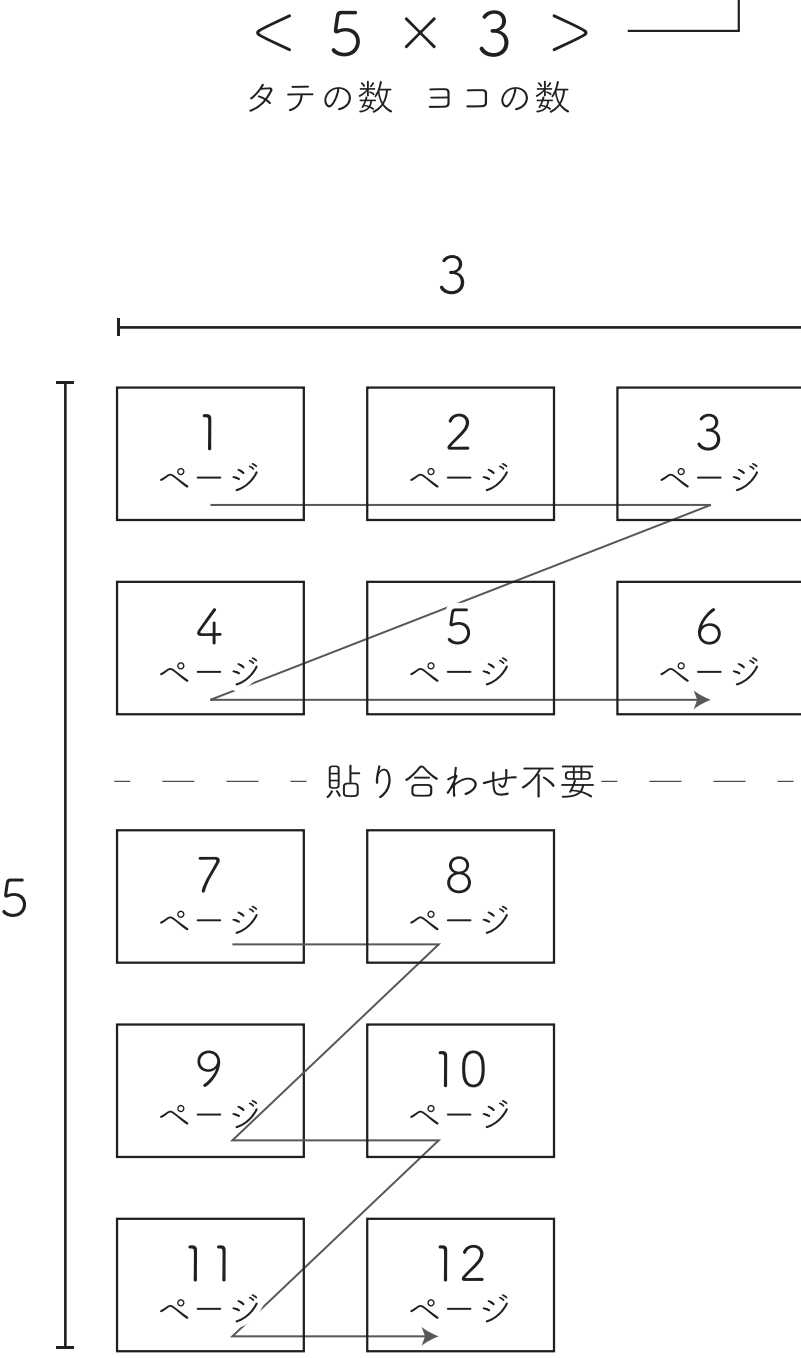 < 5 × 3 >
タテの数 ヨコの数
3
1 2 3
ページ ページ ページ
4 5 6
ページ ページ ページ
貼り合わせ不要
7 8
5
ページ ページ
9 10
ページ ページ
11 12
ページ ページ